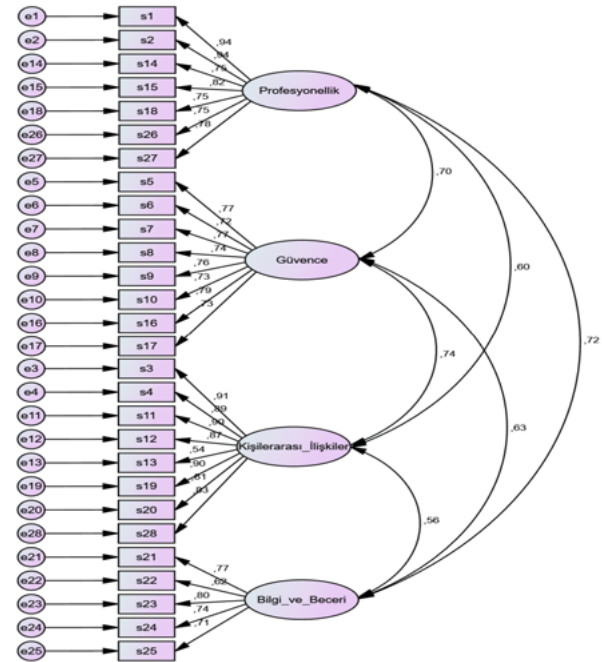 e1 s1
e2 s2
e14 s14
e15 s15
e18 s18
e26 s26
e27 s27
,94
,94
,75
,82
,75
,75
,78
Profesyonellik
e5 s5
e6 s6
e7 s7
e8 s8
e9 s9
e10 s10
e16 s16
e17 s17
,77
,72
,77
,74
,76
,73
,79
,73
Güvence
e3 s3
e4 s4
e11 s11
e12 s12
e13 s13
e19 s19
e20 s20
e28 s28
,91
,89
,90
,87
,54
,90
,81
,83
Kişilerarası_İlişkiler
e21 s21
e22 s22
e23 s23
e24 s24
e25 s25
,77
,62
,80
,74
,71
Bilgi_ve_Beceri
,70
,60
,72
,74
,63
,56